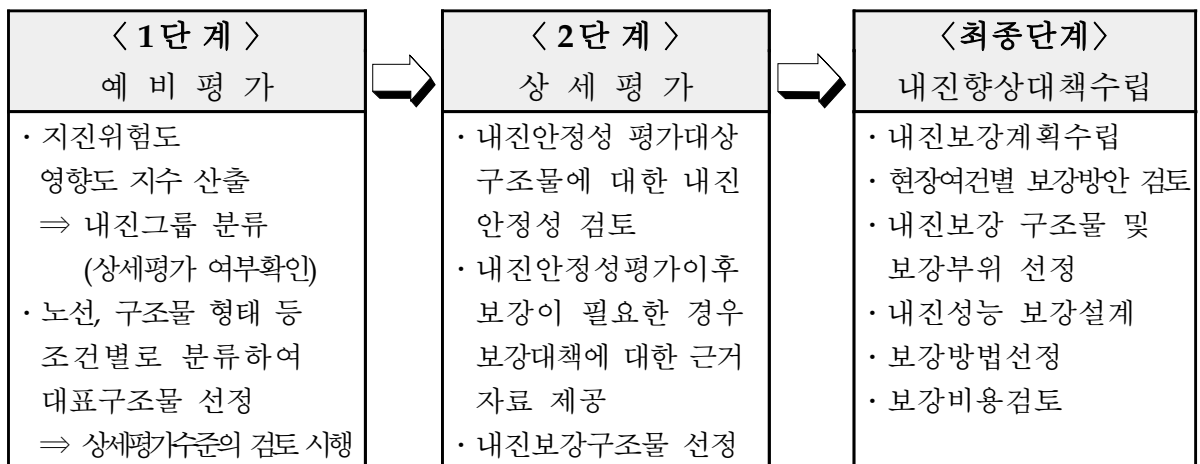 〈 1단 계 〉
예 비 평 가
· 지진위험도
영향도 지수 산출
⇒ 내진그룹 분류
(상세평가 여부확인)
· 노선, 구조물 형태 등
조건별로 분류하여
대표구조물 선정
⇒ 상세평가수준의 검토 시행
〈 2단 계 〉
상 세 평 가
· 내진안정성 평가대상
구조물에 대한 내진
안정성 검토
· 내진안정성평가이후
보강이 필요한 경우
보강대책에 대한 근거
자료 제공
· 내진보강구조물 선정
〈최종단계〉
내진향상대책수립
· 내진보강계획수립
· 현장여건별 보강방안 검토
· 내진보강 구조물 및
보강부위 선정
· 내진성능 보강설계
· 보강방법선정
· 보강비용검토